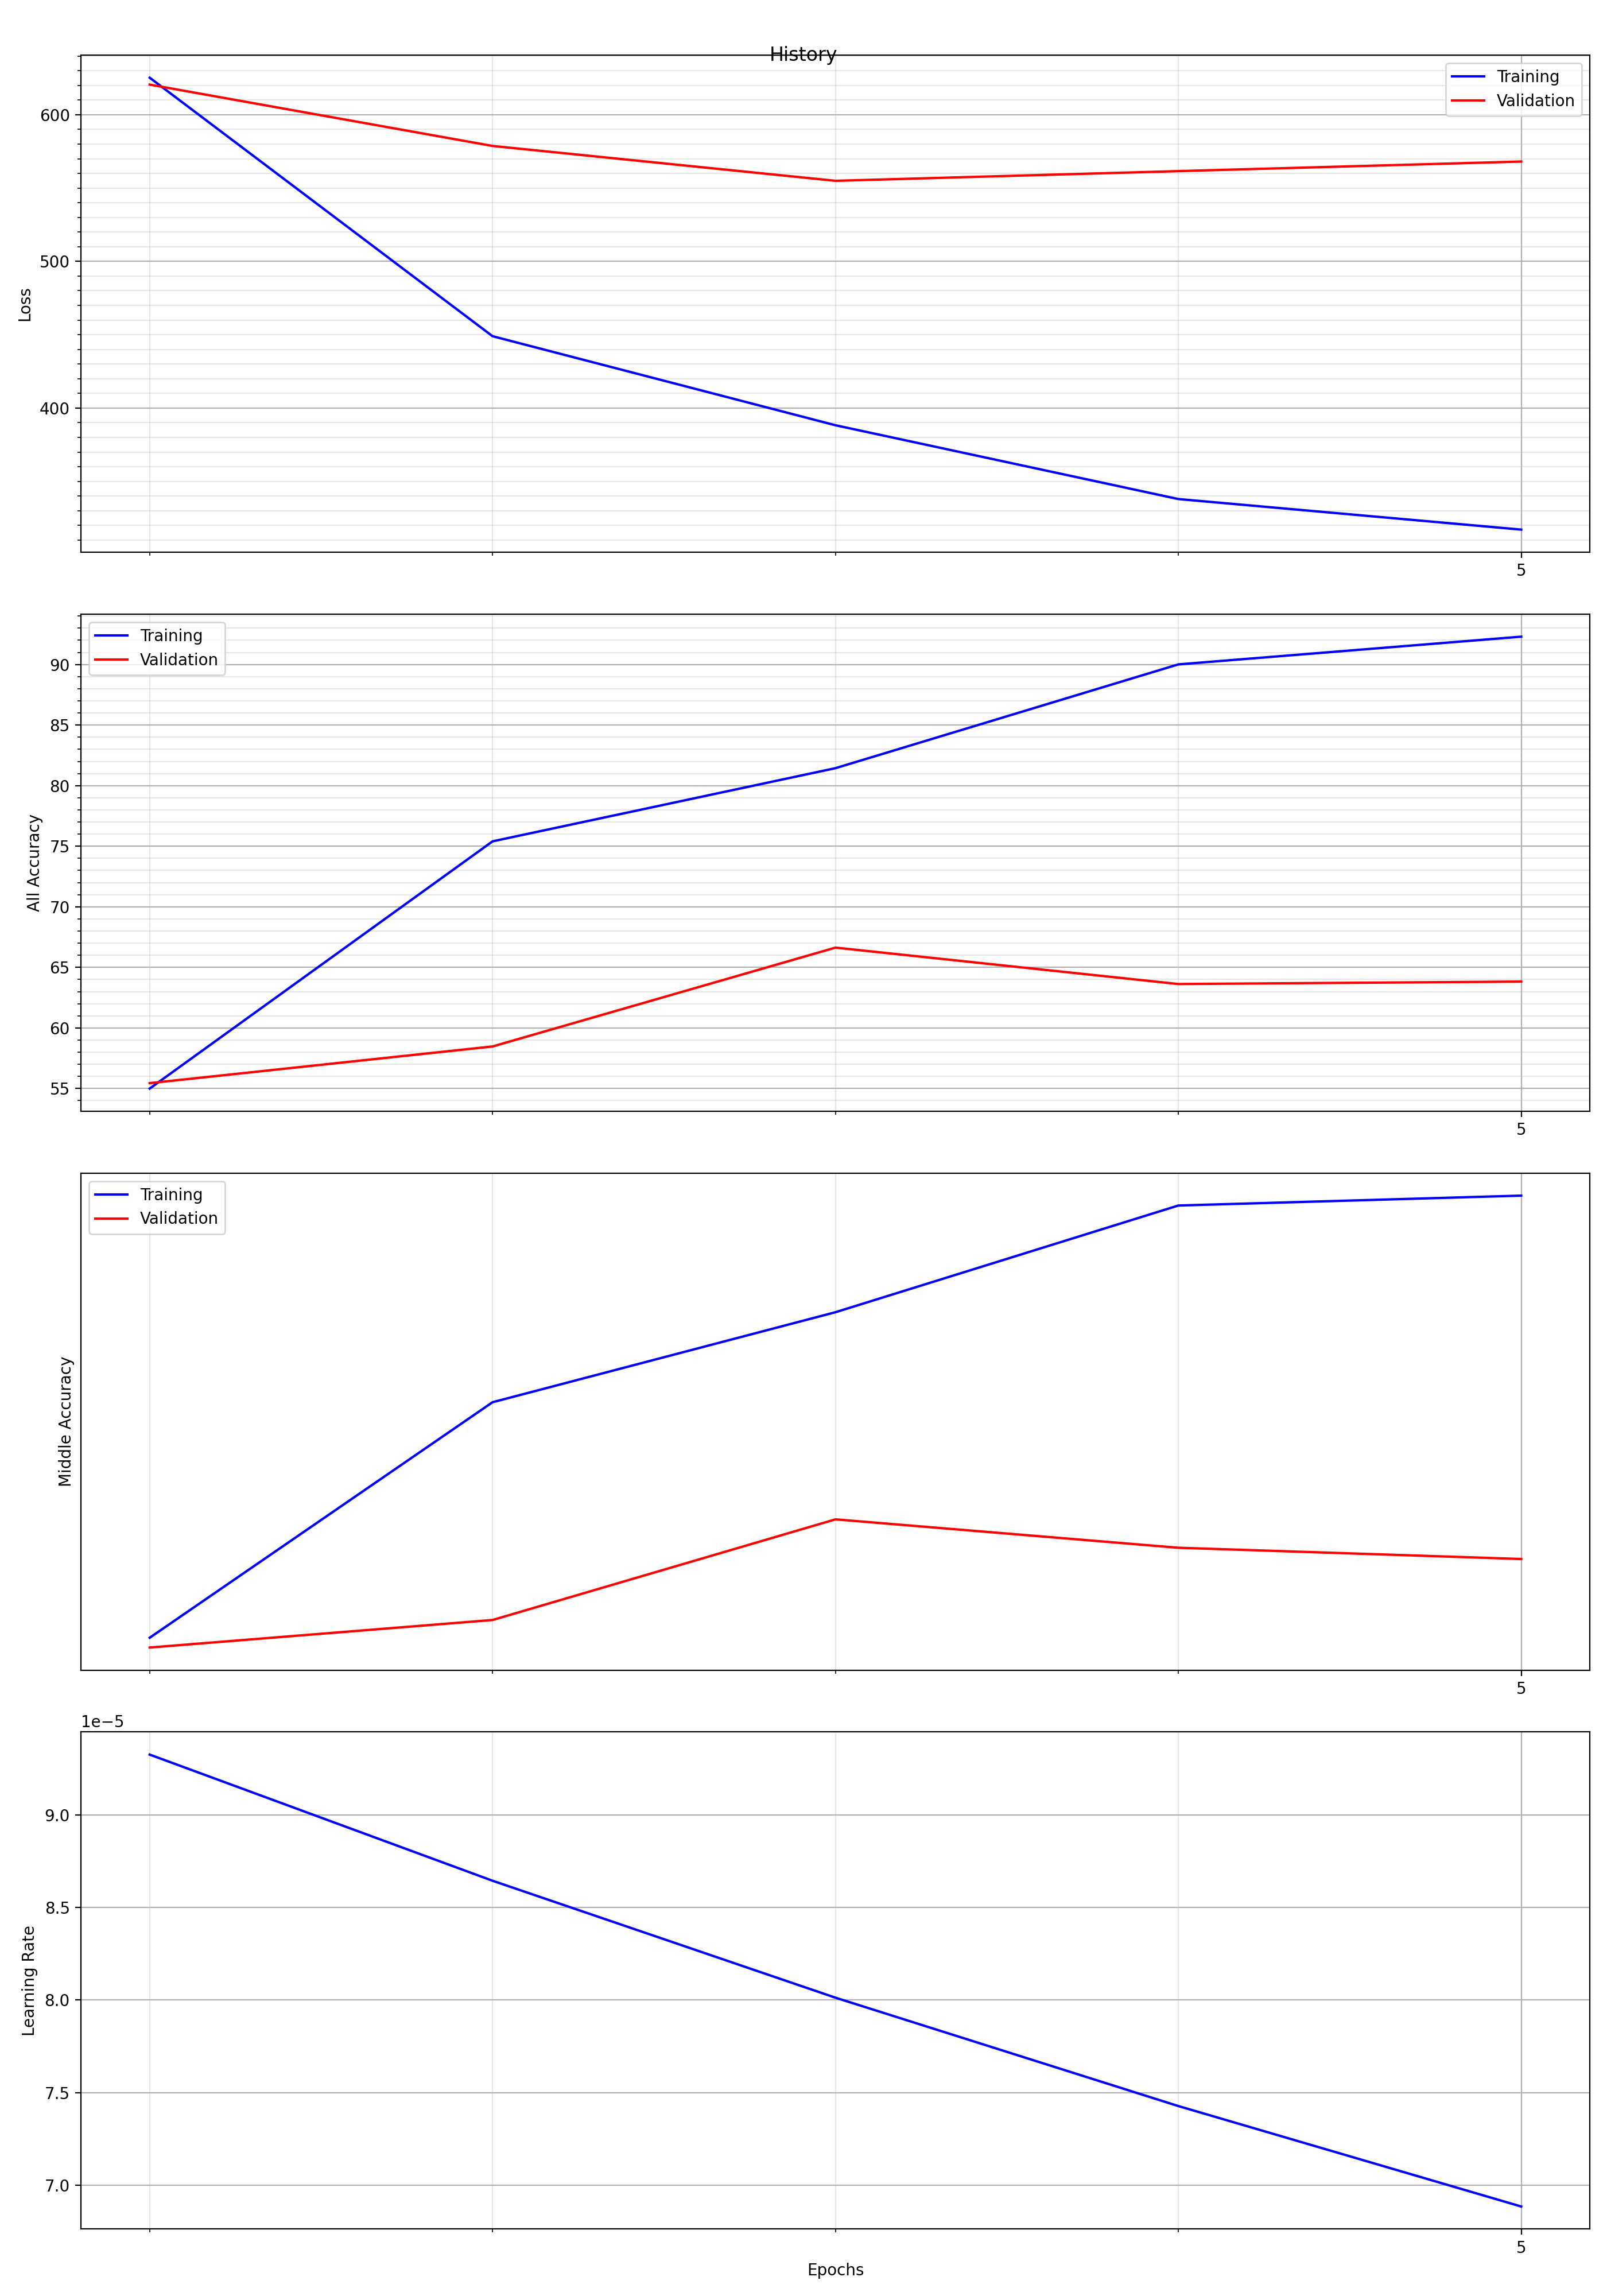 History
Training
Validation
600
500
400
Loss
5
Training
Validation
90
85
80
75
70
65
60
55
All Accuracy
5
Training
Validation
Middle Accuracy
5
1e−5
9.0
8.5
8.0
7.5
7.0
Learning Rate
5
Epochs